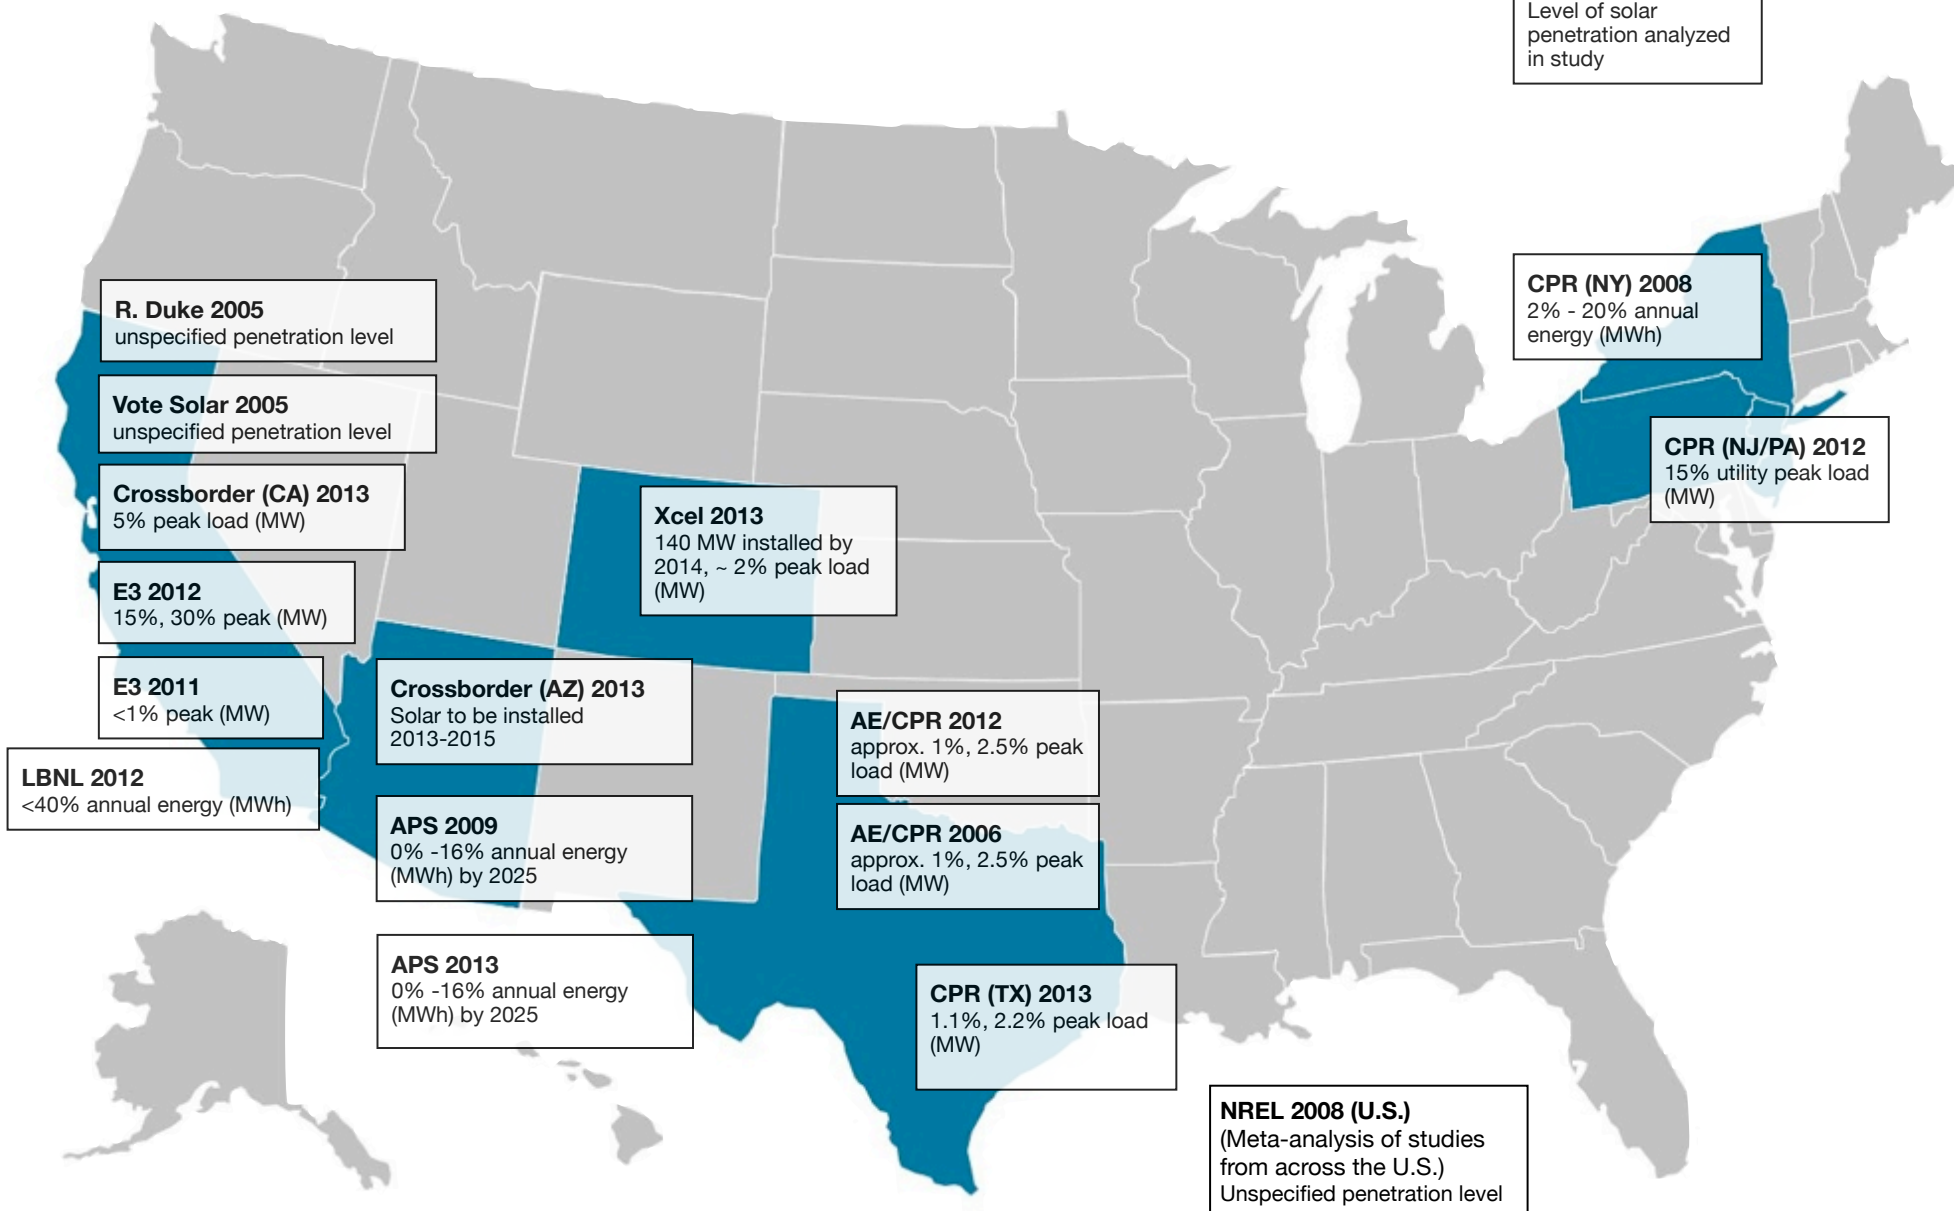 Level of solar
penetration analyzed
in study
R. Duke 2005
unspecified penetration level
Vote Solar 2005
unspecified penetration level
Crossborder (CA) 2013
5% peak load (MW)
E3 2012
15%, 30% peak (MW)
E3 2011
<1% peak (MW)
LBNL 2012
<40% annual energy (MWh)
Crossborder (AZ) 2013
Solar to be installed
2013-2015
APS 2009
0% -16% annual energy
(MWh) by 2025
APS 2013
0% -16% annual energy
(MWh) by 2025
Xcel 2013
140 MW installed by
2014, ~ 2% peak load
(MW)
AE/CPR 2012
approx. 1%, 2.5% peak
load (MW)
AE/CPR 2006
approx. 1%, 2.5% peak
load (MW)
CPR (TX) 2013
1.1%, 2.2% peak load
(MW)
CPR (NY) 2008
2% - 20% annual
energy (MWh)
CPR (NJ/PA) 2012
15% utility peak load
(MW)
NREL 2008 (U.S.)
(Meta-analysis of studies
from across the U.S.)
Unspecified penetration level